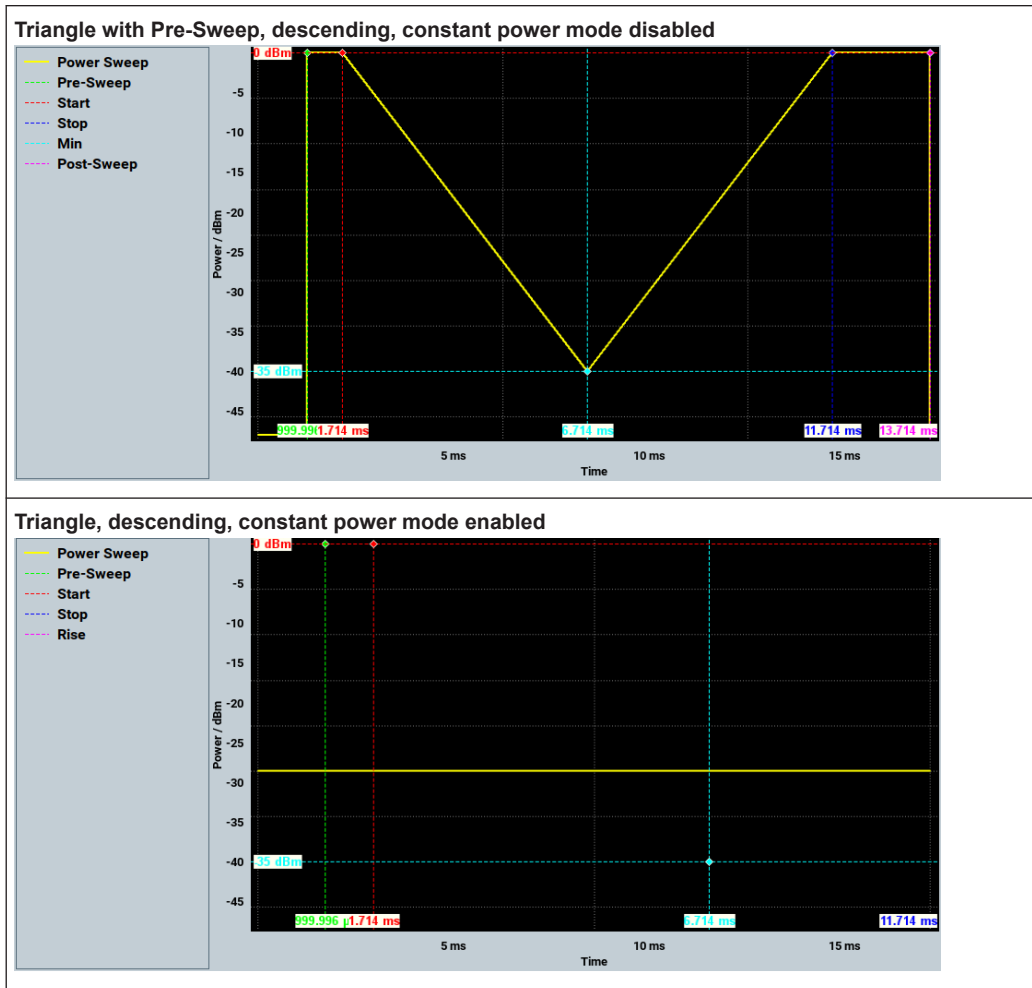 Triangle with Pre-Sweep, descending, constant power mode disabled
Power Sweep
Pre-Sweep
Start
Stop
Min
Post-Sweep
0 dBm
-5
-10
-15
-20
-25
-30
-35
-40
-45
Power / dBm
35 dBm
999.996
1.714 ms
6.714 ms
11.714 ms
13.714 ms
5 ms
10 ms
15 ms
Time
Triangle, descending, constant power mode enabled
Power Sweep
Pre-Sweep
Start
Stop
Rise
0 dBm
-5
-10
-15
-20
-25
-30
-35
-40
-45
Power / dBm
35 dBm
999.996 µ
1.714 ms
6.714 ms
11.714 ms
5 ms
10 ms
15 ms
Time